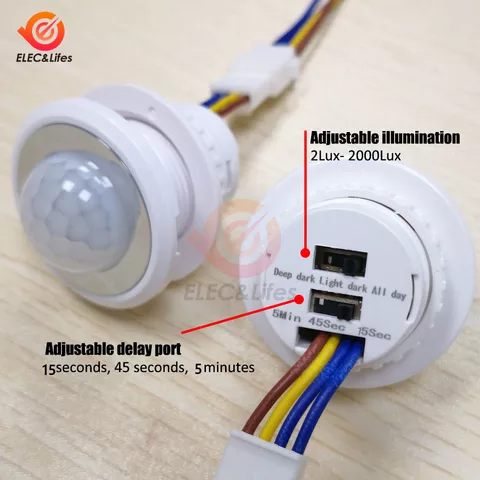 ELEC&Lifes
Adjustable illumination
2Lux- 2000Lux
Deep dark Light dark All day
ELEC&Lifes
5Min 45Sec 15Sec
Adjustable delay port
15seconds, 45 seconds, 5minutes